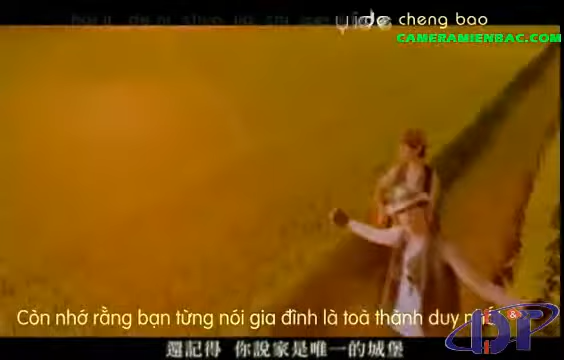 yide cheng bao
CAMERAMIENBAC.COM
Còn nhớ rằng bạn từng nói gia đình là toà thành duy
還記得 你說家是唯一的城堡
D&T